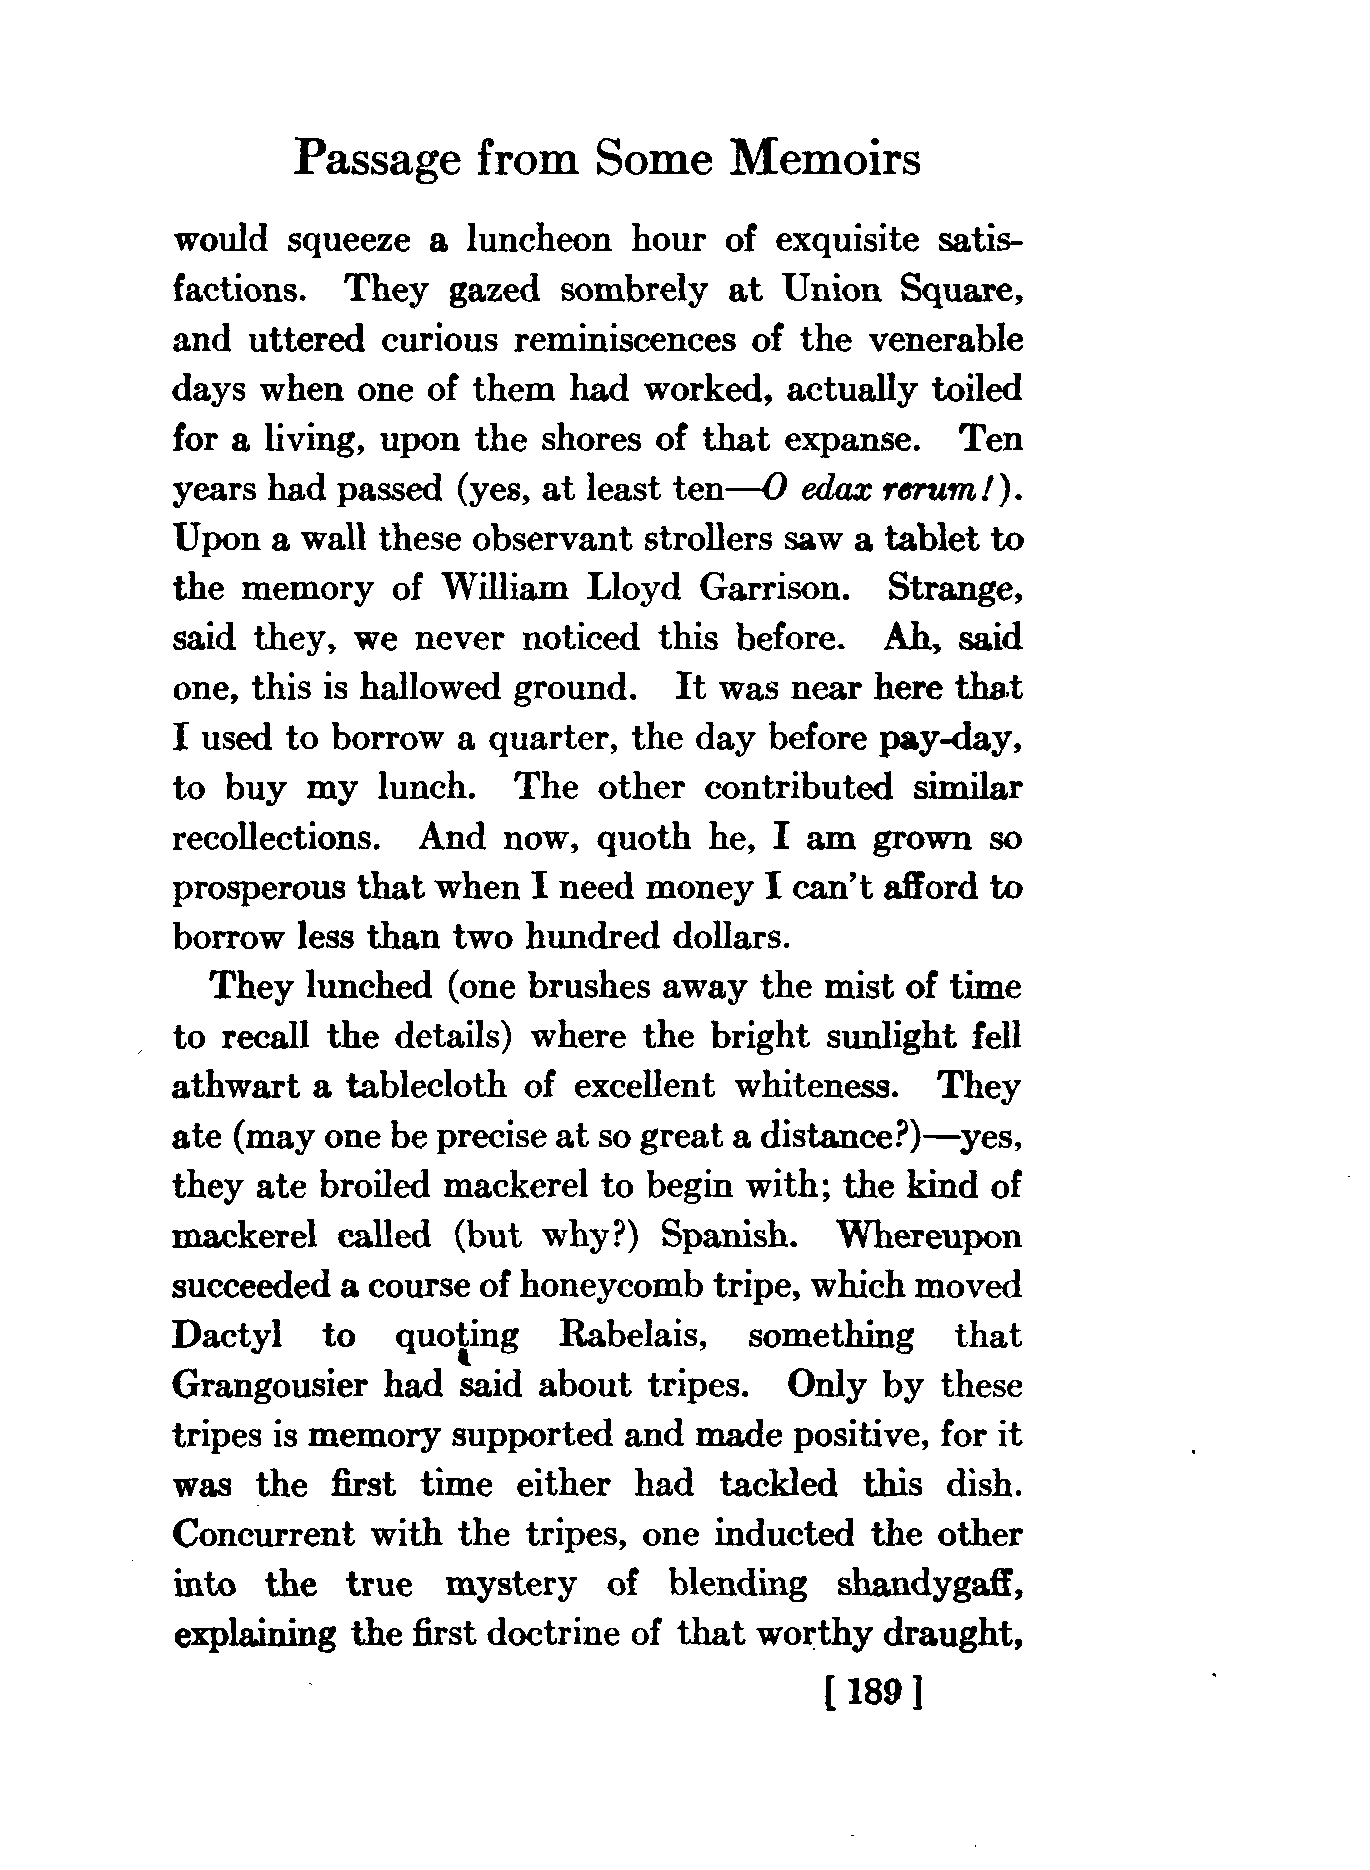 Passage from Some Memoirs
would squeeze a luncheon hour of exquisite satis-
factions. They gazed sombrely at Union Square,
and uttered curious reminiscences of the venerable
days when one of them had worked, actually toiled
for a living, upon the shores of that expanse. Ten
years had passed (yes, at least ten—O edax rerum!).
Upon a wall these observant strollers saw a tablet to
the memory of William Lloyd Garrison. Strange,
said they, we never noticed this before. Ah, said
one, this is hallowed ground. It was near here that
I used to borrow a quarter, the day before pay-day,
to buy my lunch. The other contributed similar
recollections. And now, quoth he, I am grown so
prosperous that when I need money I can't afford to
borrow less than two hundred dollars.
They lunched (one brushes away the mist of time
to recall the details) where the bright sunlight fell
athwart a tablecloth of excellent whiteness. They
ate (may one be precise at so great a distance?)—yes,
they ate broiled mackerel to begin with; the kind of
mackerel called (but why?) Spanish. Whereupon
succeeded a course of honeycomb tripe, which moved
Dactyl to quoting Rabelais, something that
Grangousier had said about tripes. Only by these
tripes is memory supported and made positive, for it
was the first time either had tackled this dish.
Concurrent with the tripes, one inducted the other
into the true mystery of blending shandygaff,
explaining the first doctrine of that worthy draught,
[ 189 ]